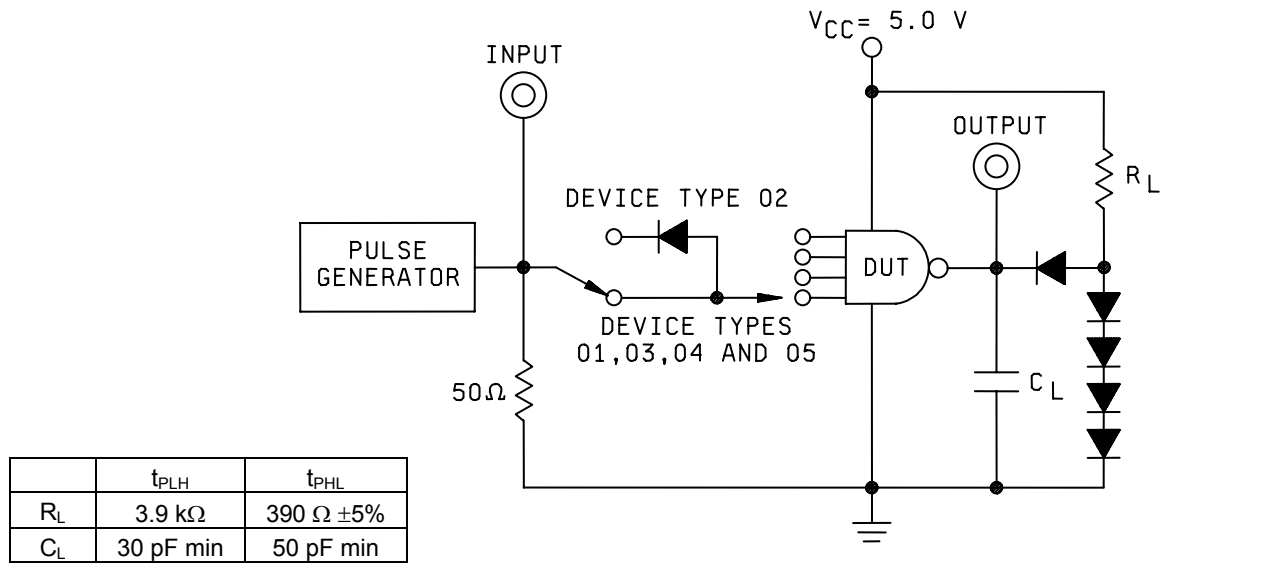 V_CC = 5.0 V
INPUT
OUTPUT
R_L
DEVICE TYPE 02
PULSE
GENERATOR
DUT
DEVICE TYPES
01,03,04 AND 05
50Ω
C_L
t_PLH t_PHL
R_L 3.9 kΩ 390 Ω ±5%
C_L 30 pF min 50 pF min